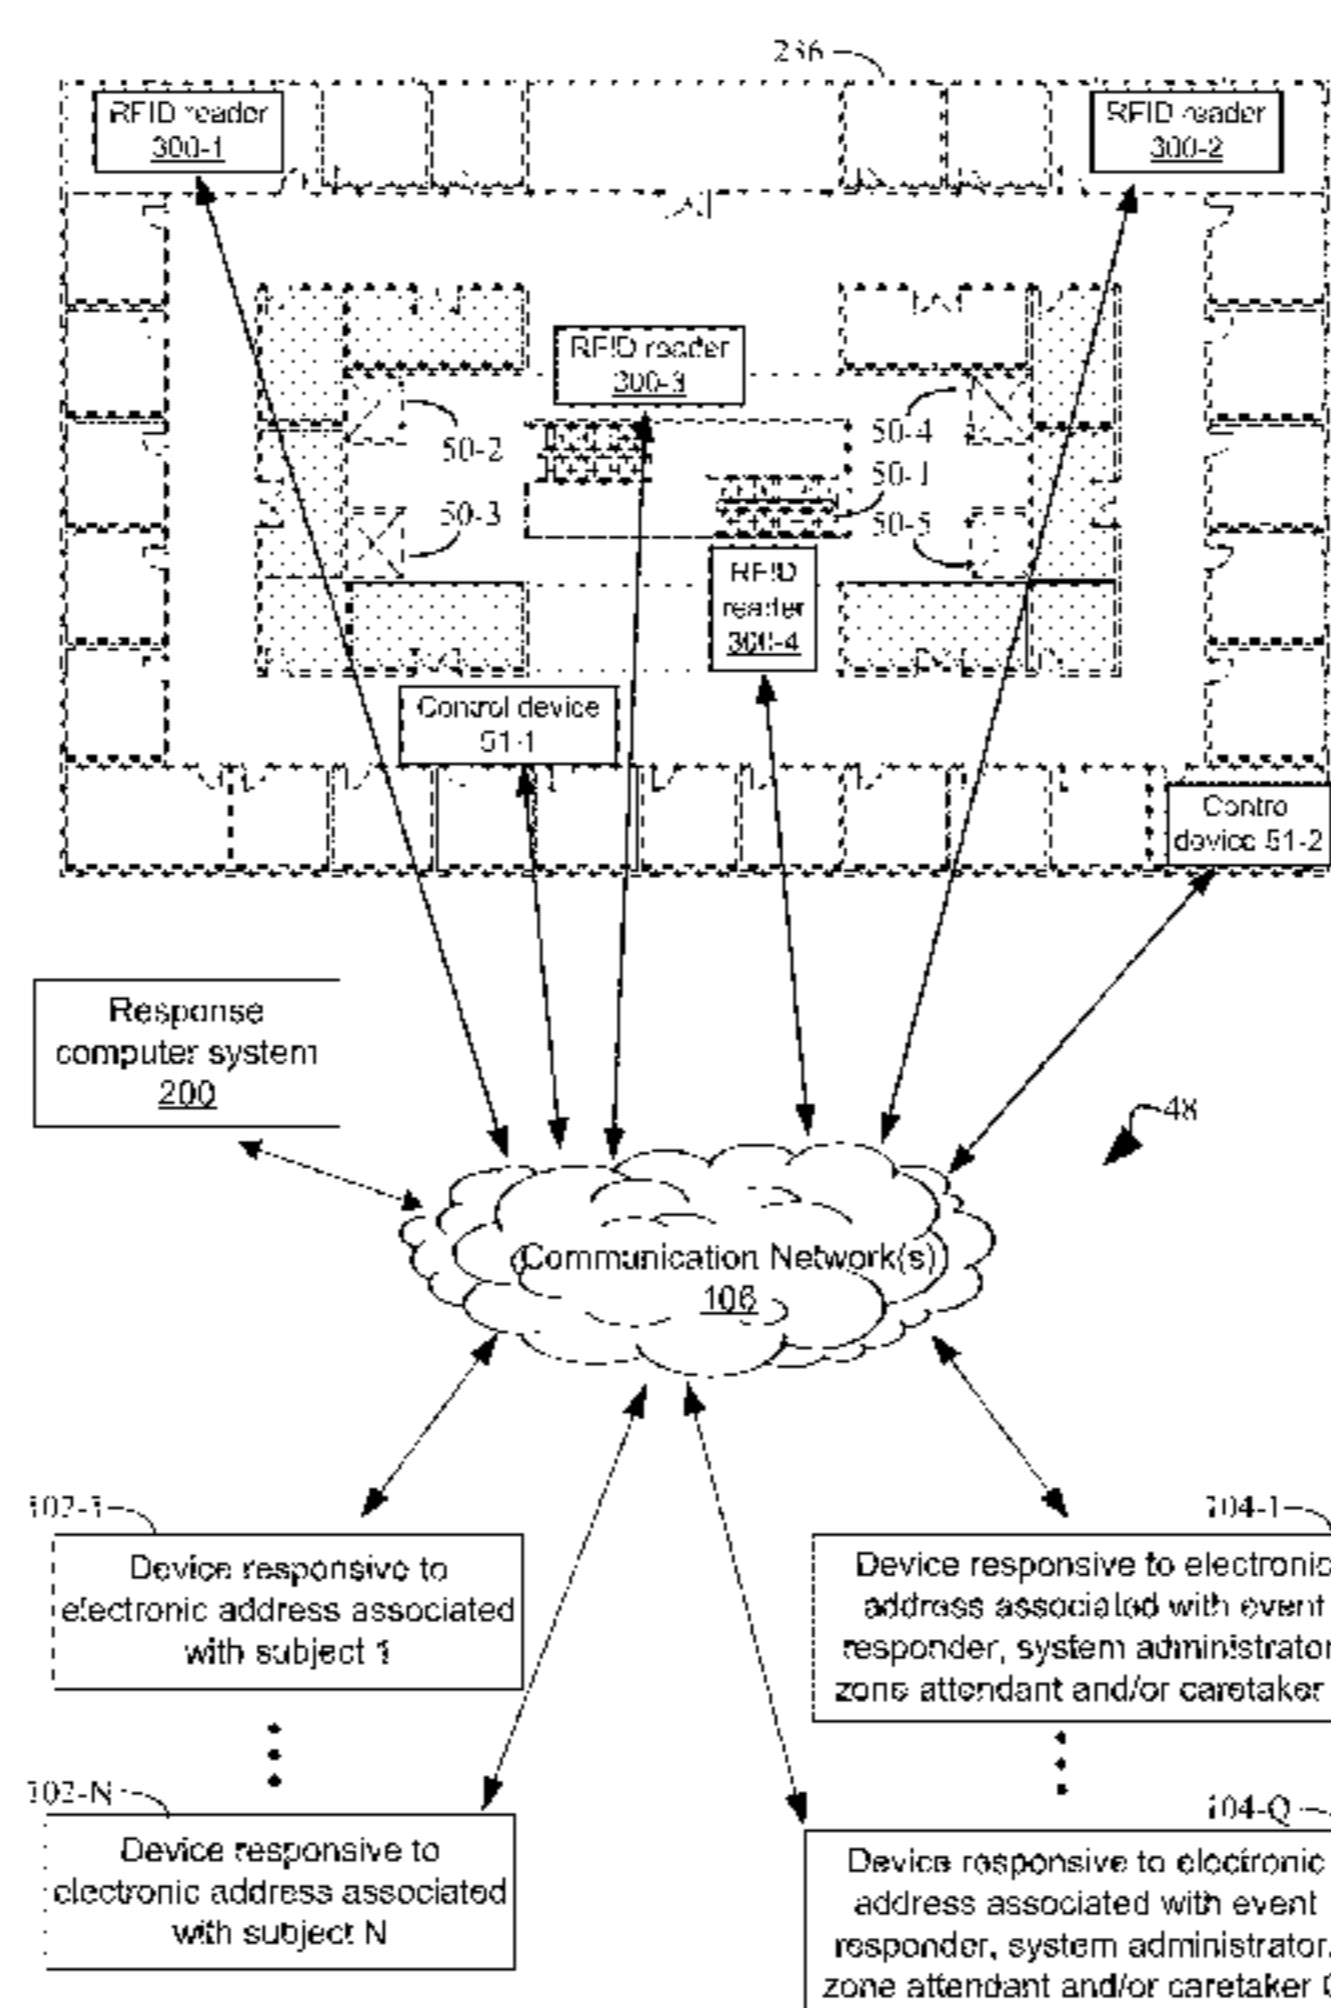 236
RFID reader
300-1
RFID reader
300-2
RFID reader
300-3
50-2
50-4
50-1
50-3
50-5
RFID
reader
300-4
Control device
51-1
Contro
device 51-2
Response
computer system
200
48
Communication Network(s)
106
102-1
Device responsive to
electronic address associated
with subject 1
104-1
Device responsive to electronic
address associated with event
responder, system administrator
zone attendant and/or caretaker
102-N
Device responsive to
electronic address associated
with subject N
104-Q
Device responsive to electronic
address associated with event
responder, system administrator,
zone attendant and/or caretaker